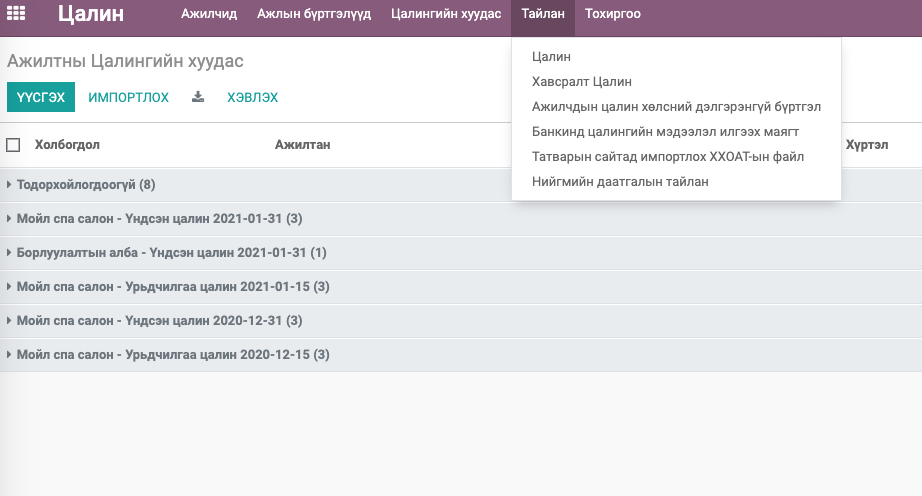 Цалин Ажилчид Ажлын бүртгэлүүд Цалингийн хуудас Тайлан Тохиргоо
Ажилтны Цалингийн хуудас
ҮҮСГЭХ ИМПОРТЛОХ ХЭВЛЭХ
Цалин
Хавсралт Цалин
Ажилчдын цалин хөлсний дэлгэрэнгүй бүртгэл
Банкинд цалингийн мэдээлэл илгээх маягт
Татварын сайтад импортлох ХХОАТ-ын файл
Нийгмийн даатгалын тайлан
Холбогдол Ажилтан Хүртэл
Тодорхойлогдоогүй (8)
Мойл спа салон - Үндсэн цалин 2021-01-31 (3)
Борлуулалтын алба - Үндсэн цалин 2021-01-31 (1)
Мойл спа салон - Урьдчилгаа цалин 2021-01-15 (3)
Мойл спа салон - Үндсэн цалин 2020-12-31 (3)
Мойл спа салон - Урьдчилгаа цалин 2020-12-15 (3)